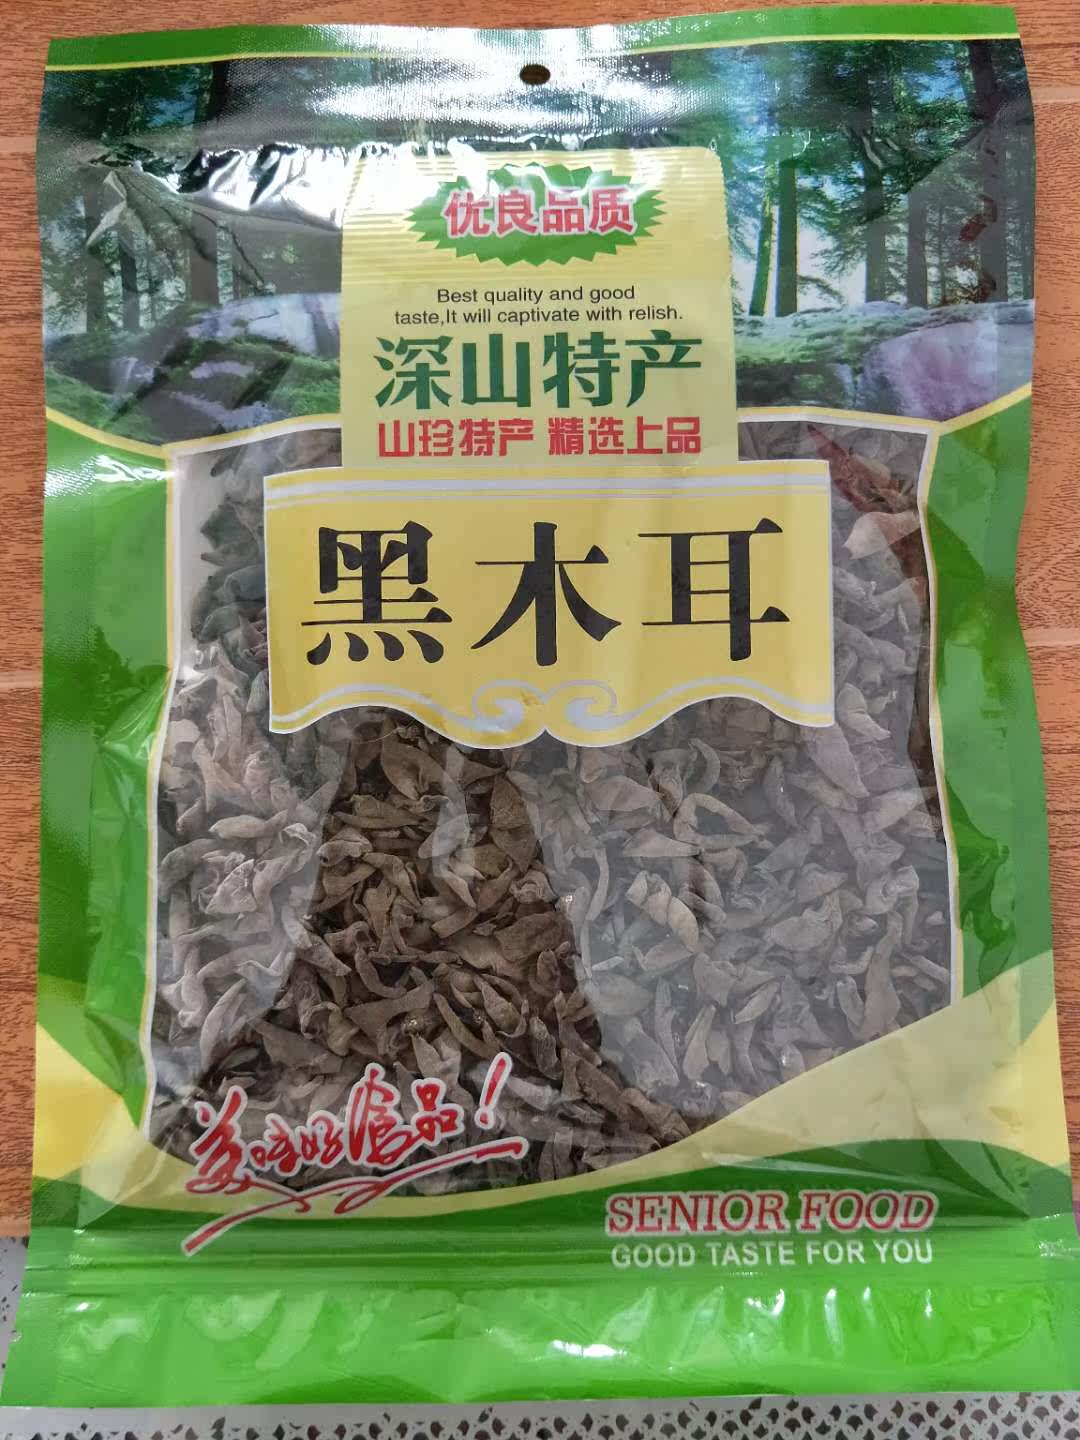 优良品质
Best quality and good
taste,It will captivate with relish.
深山特产
山珍特产 精选上品
黑木耳
美味好食品!
SENIOR FOOD
GOOD TASTE FOR YOU